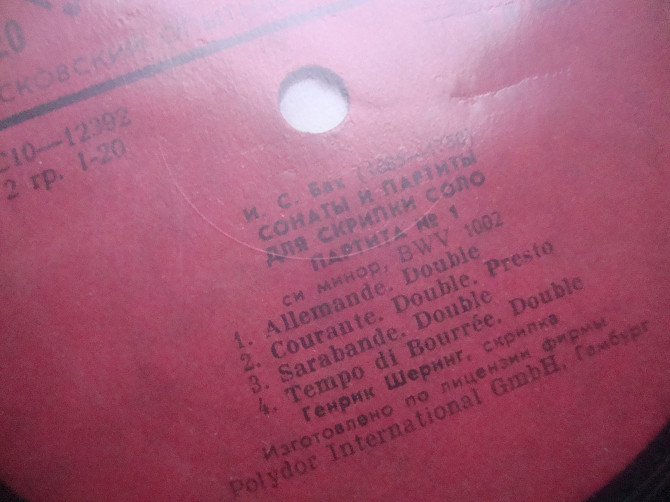 С10—12392
2 гр. 1-20
И. С. Бах (1685—1750)
СОНАТЫ И ПАРТИТЫ
ДЛЯ СКРИПКИ СОЛО
ПАРТИТА № 1
си минор, BWV 1002
1. Allemande. Double
2. Courante. Double. Presto
3. Sarabande. Double
4. Tempo di Bourrée. Double
Генрик Шеринг, скрипка
Изготовлено по лицензии фирмы
Polydor International GmbH, Гамбург